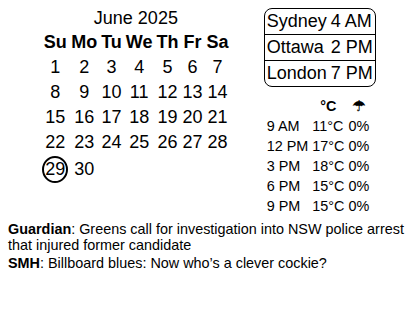 June 2025
Su Mo Tu We Th Fr Sa
1 2 3 4 5 6 7
8 9 10 11 12 13 14
15 16 17 18 19 20 21
22 23 24 25 26 27 28
29 30
Sydney 4 AM
Ottawa 2 PM
London 7 PM
°C ☂
9 AM 11°C 0%
12 PM 17°C 0%
3 PM 18°C 0%
6 PM 15°C 0%
9 PM 15°C 0%
Guardian: Greens call for investigation into NSW police arrest
that injured former candidate
SMH: Billboard blues: Now who’s a clever cockie?